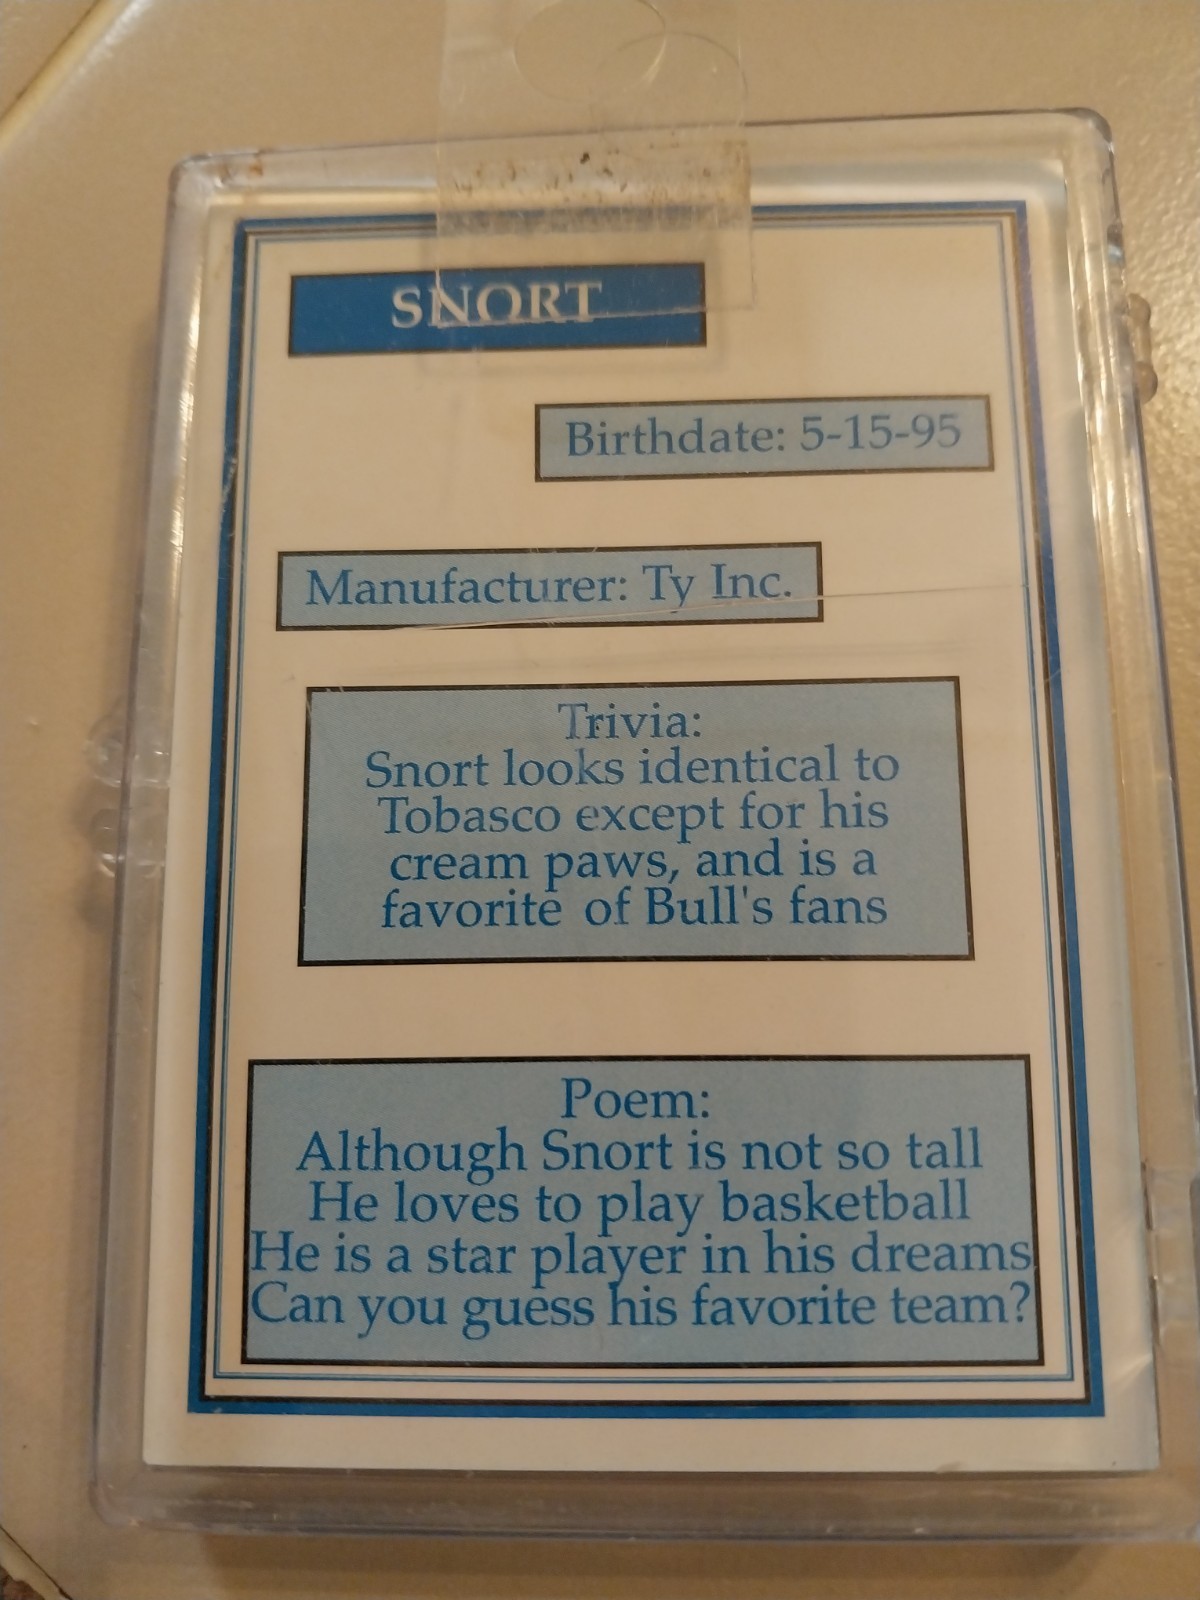 SNORT
Birthdate: 5-15-95
Manufacturer: Ty Inc.
Trivia:
Snort looks identical to
Tobasco except for his
cream paws, and is a
favorite of Bull's fans
Poem:
Although Snort is not so tall
He loves to play basketball
He is a star player in his dreams
Can you guess his favorite team?